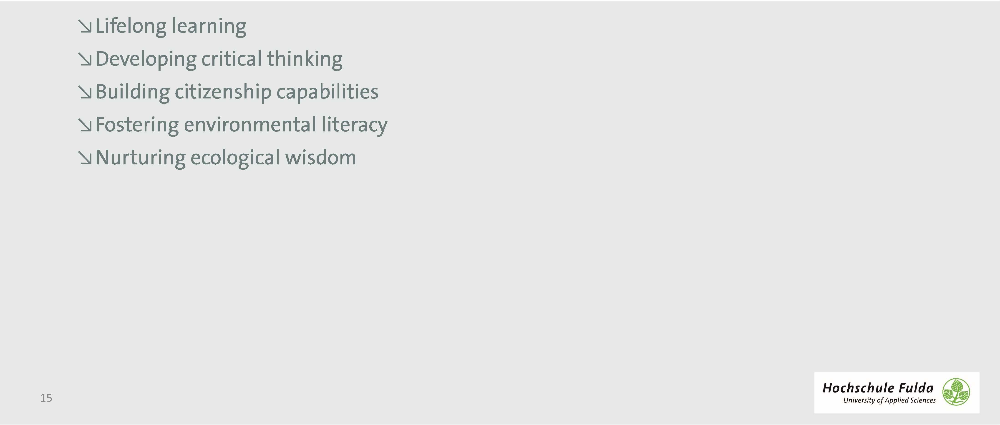 ↘ Lifelong learning
↘ Developing critical thinking
↘ Building citizenship capabilities
↘ Fostering environmental literacy
↘ Nurturing ecological wisdom
15
Hochschule Fulda
University of Applied Sciences